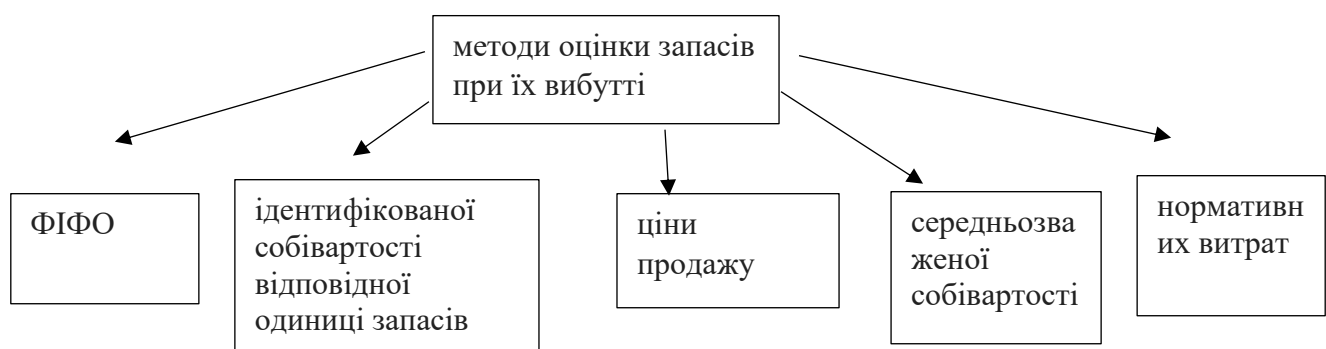 методи оцінки запасів
при їх вибутті
ФІФО
ідентифікованої
собівартості
відповідної
одиниці запасів
ціни
продажу
середньозва
женої
собівартості
нормативн
их витрат